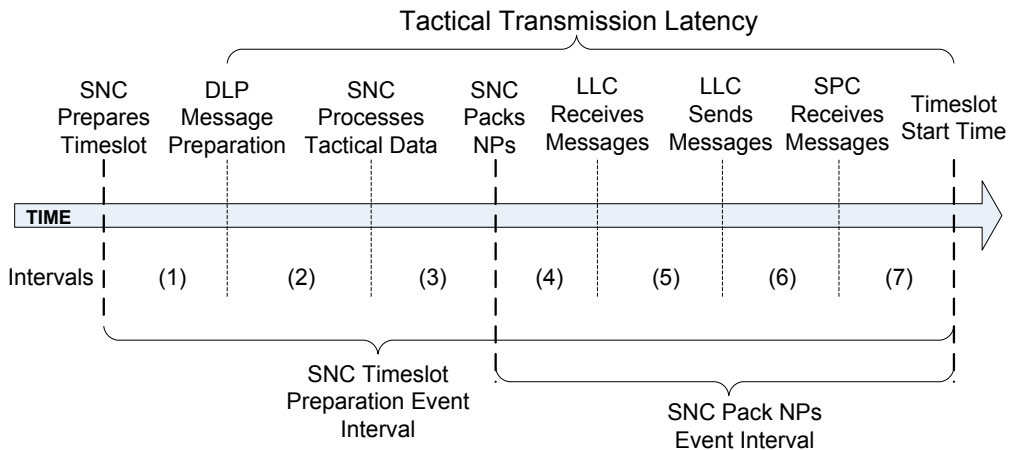 Tactical Transmission Latency
SNC
Prepares
Timeslot
DLP
Message
Preparation
SNC
Processes
Tactical Data
SNC
Packs
NPs
LLC
Receives
Messages
LLC
Sends
Messages
SPC
Receives
Messages
Timeslot
Start Time
TIME
Intervals
(1)
(2)
(3)
(4)
(5)
(6)
(7)
SNC Timeslot
Preparation Event
Interval
SNC Pack NPs
Event Interval